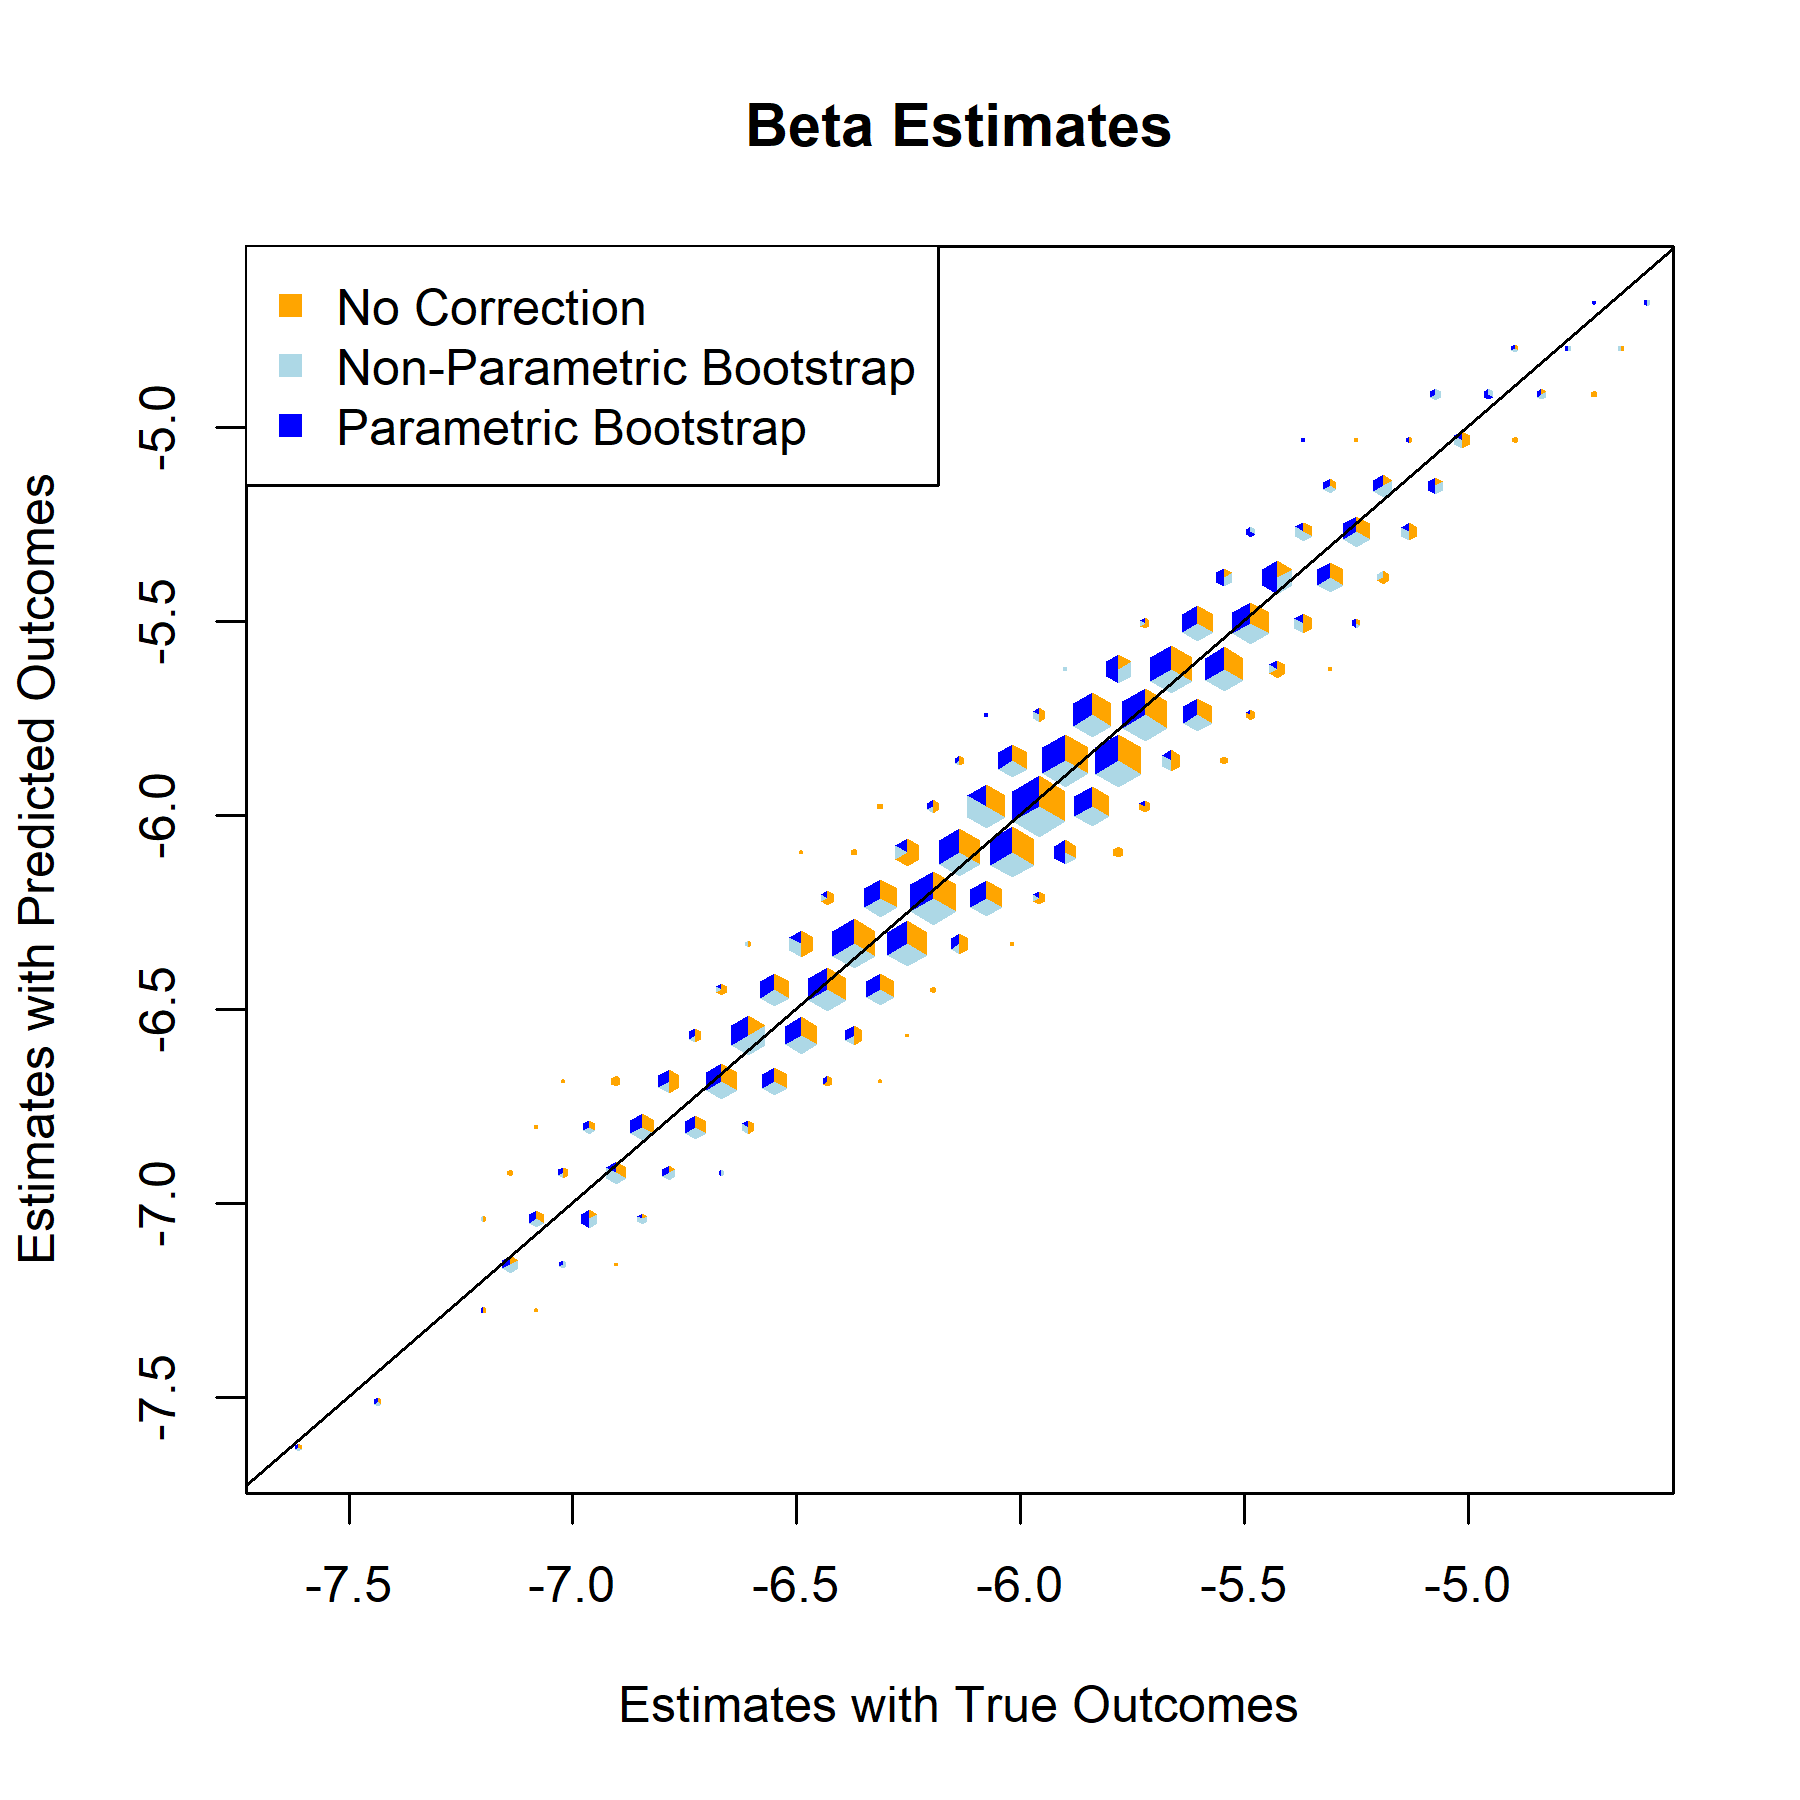 Beta Estimates
No Correction
Non-Parametric Bootstrap
Parametric Bootstrap
Estimates with Predicted Outcomes
-5.0
-5.5
-6.0
-6.5
-7.0
-7.5
-7.5 -7.0 -6.5 -6.0 -5.5 -5.0
Estimates with True Outcomes